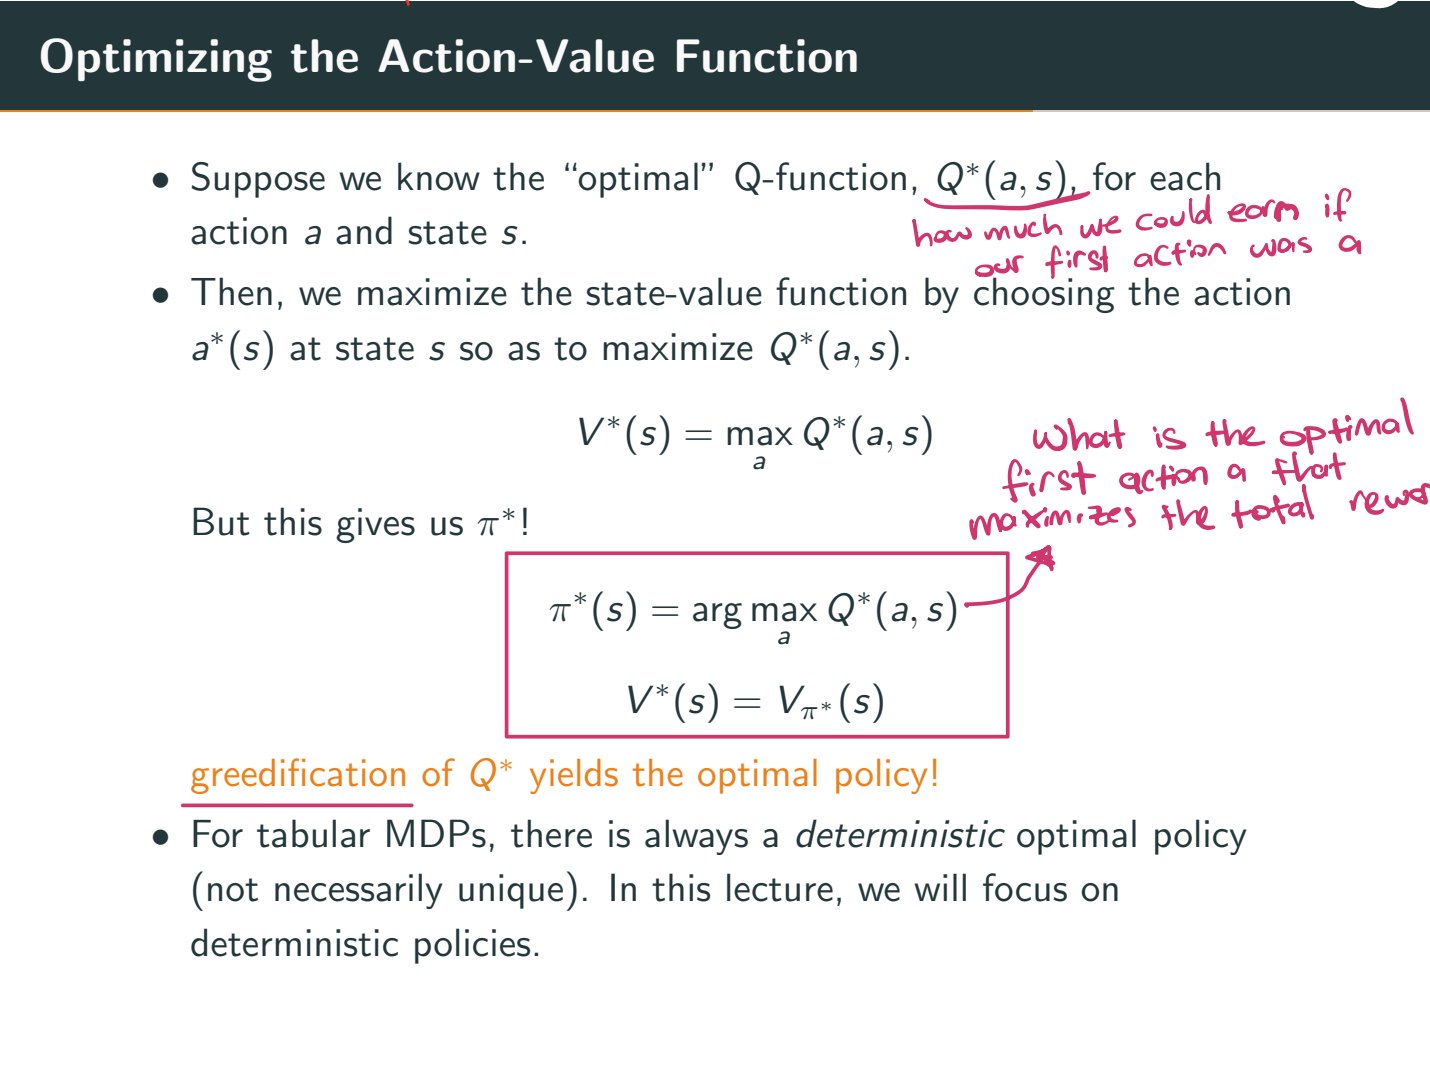 Optimizing the Action-Value Function
• Suppose we know the “optimal” Q-function, Q*(a, s), for each
action a and state s.
how much we could earn if
our first action was a
• Then, we maximize the state-value function by choosing the action
a*(s) at state s so as to maximize Q*(a, s).
V*(s) = max Q*(a, s)
a
What is the optimal
first action a that
maximizes the total
But this gives us π*!
π*(s) = arg max Q*(a, s)
a
V*(s) = Vπ*(s)
greedification of Q* yields the optimal policy!
• For tabular MDPs, there is always a deterministic optimal policy
(not necessarily unique). In this lecture, we will focus on
deterministic policies.